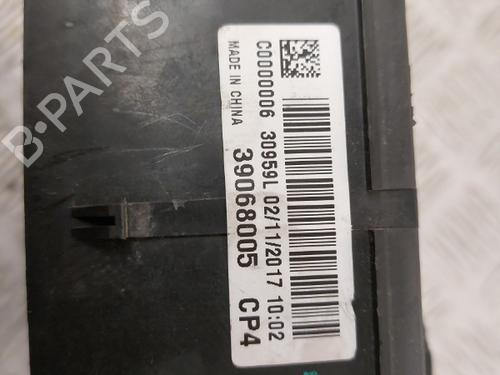 C0000006 30959L 02/11/2017 10:02
MADE IN CHINA
39068005 CP4
B-PARTS